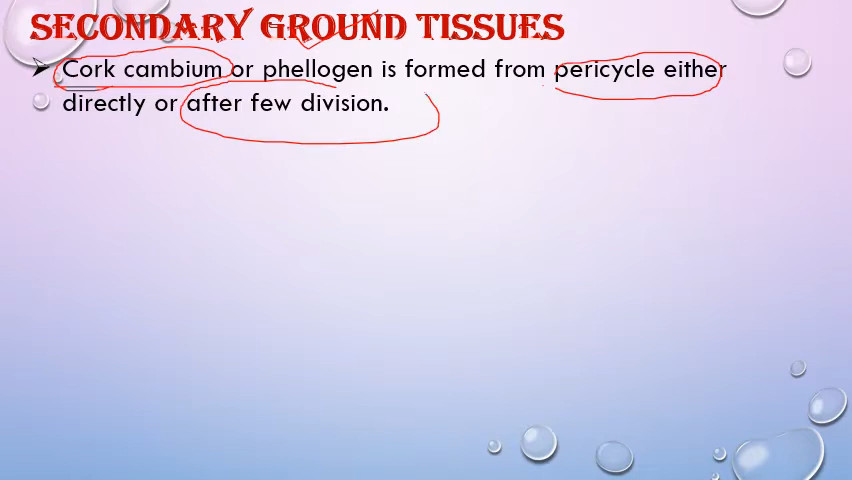 SECONDARY GROUND TISSUES
➤ Cork cambium or phellogen is formed from pericycle either
directly or after few division.